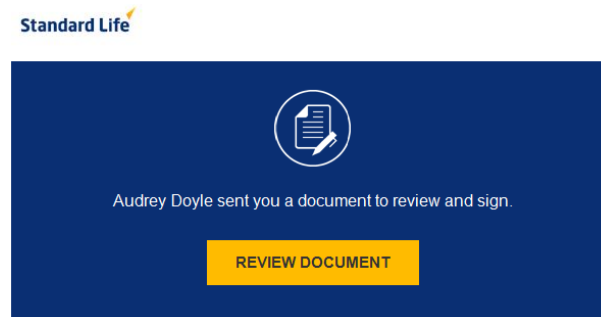 Standard Life
Audrey Doyle sent you a document to review and sign.
REVIEW DOCUMENT